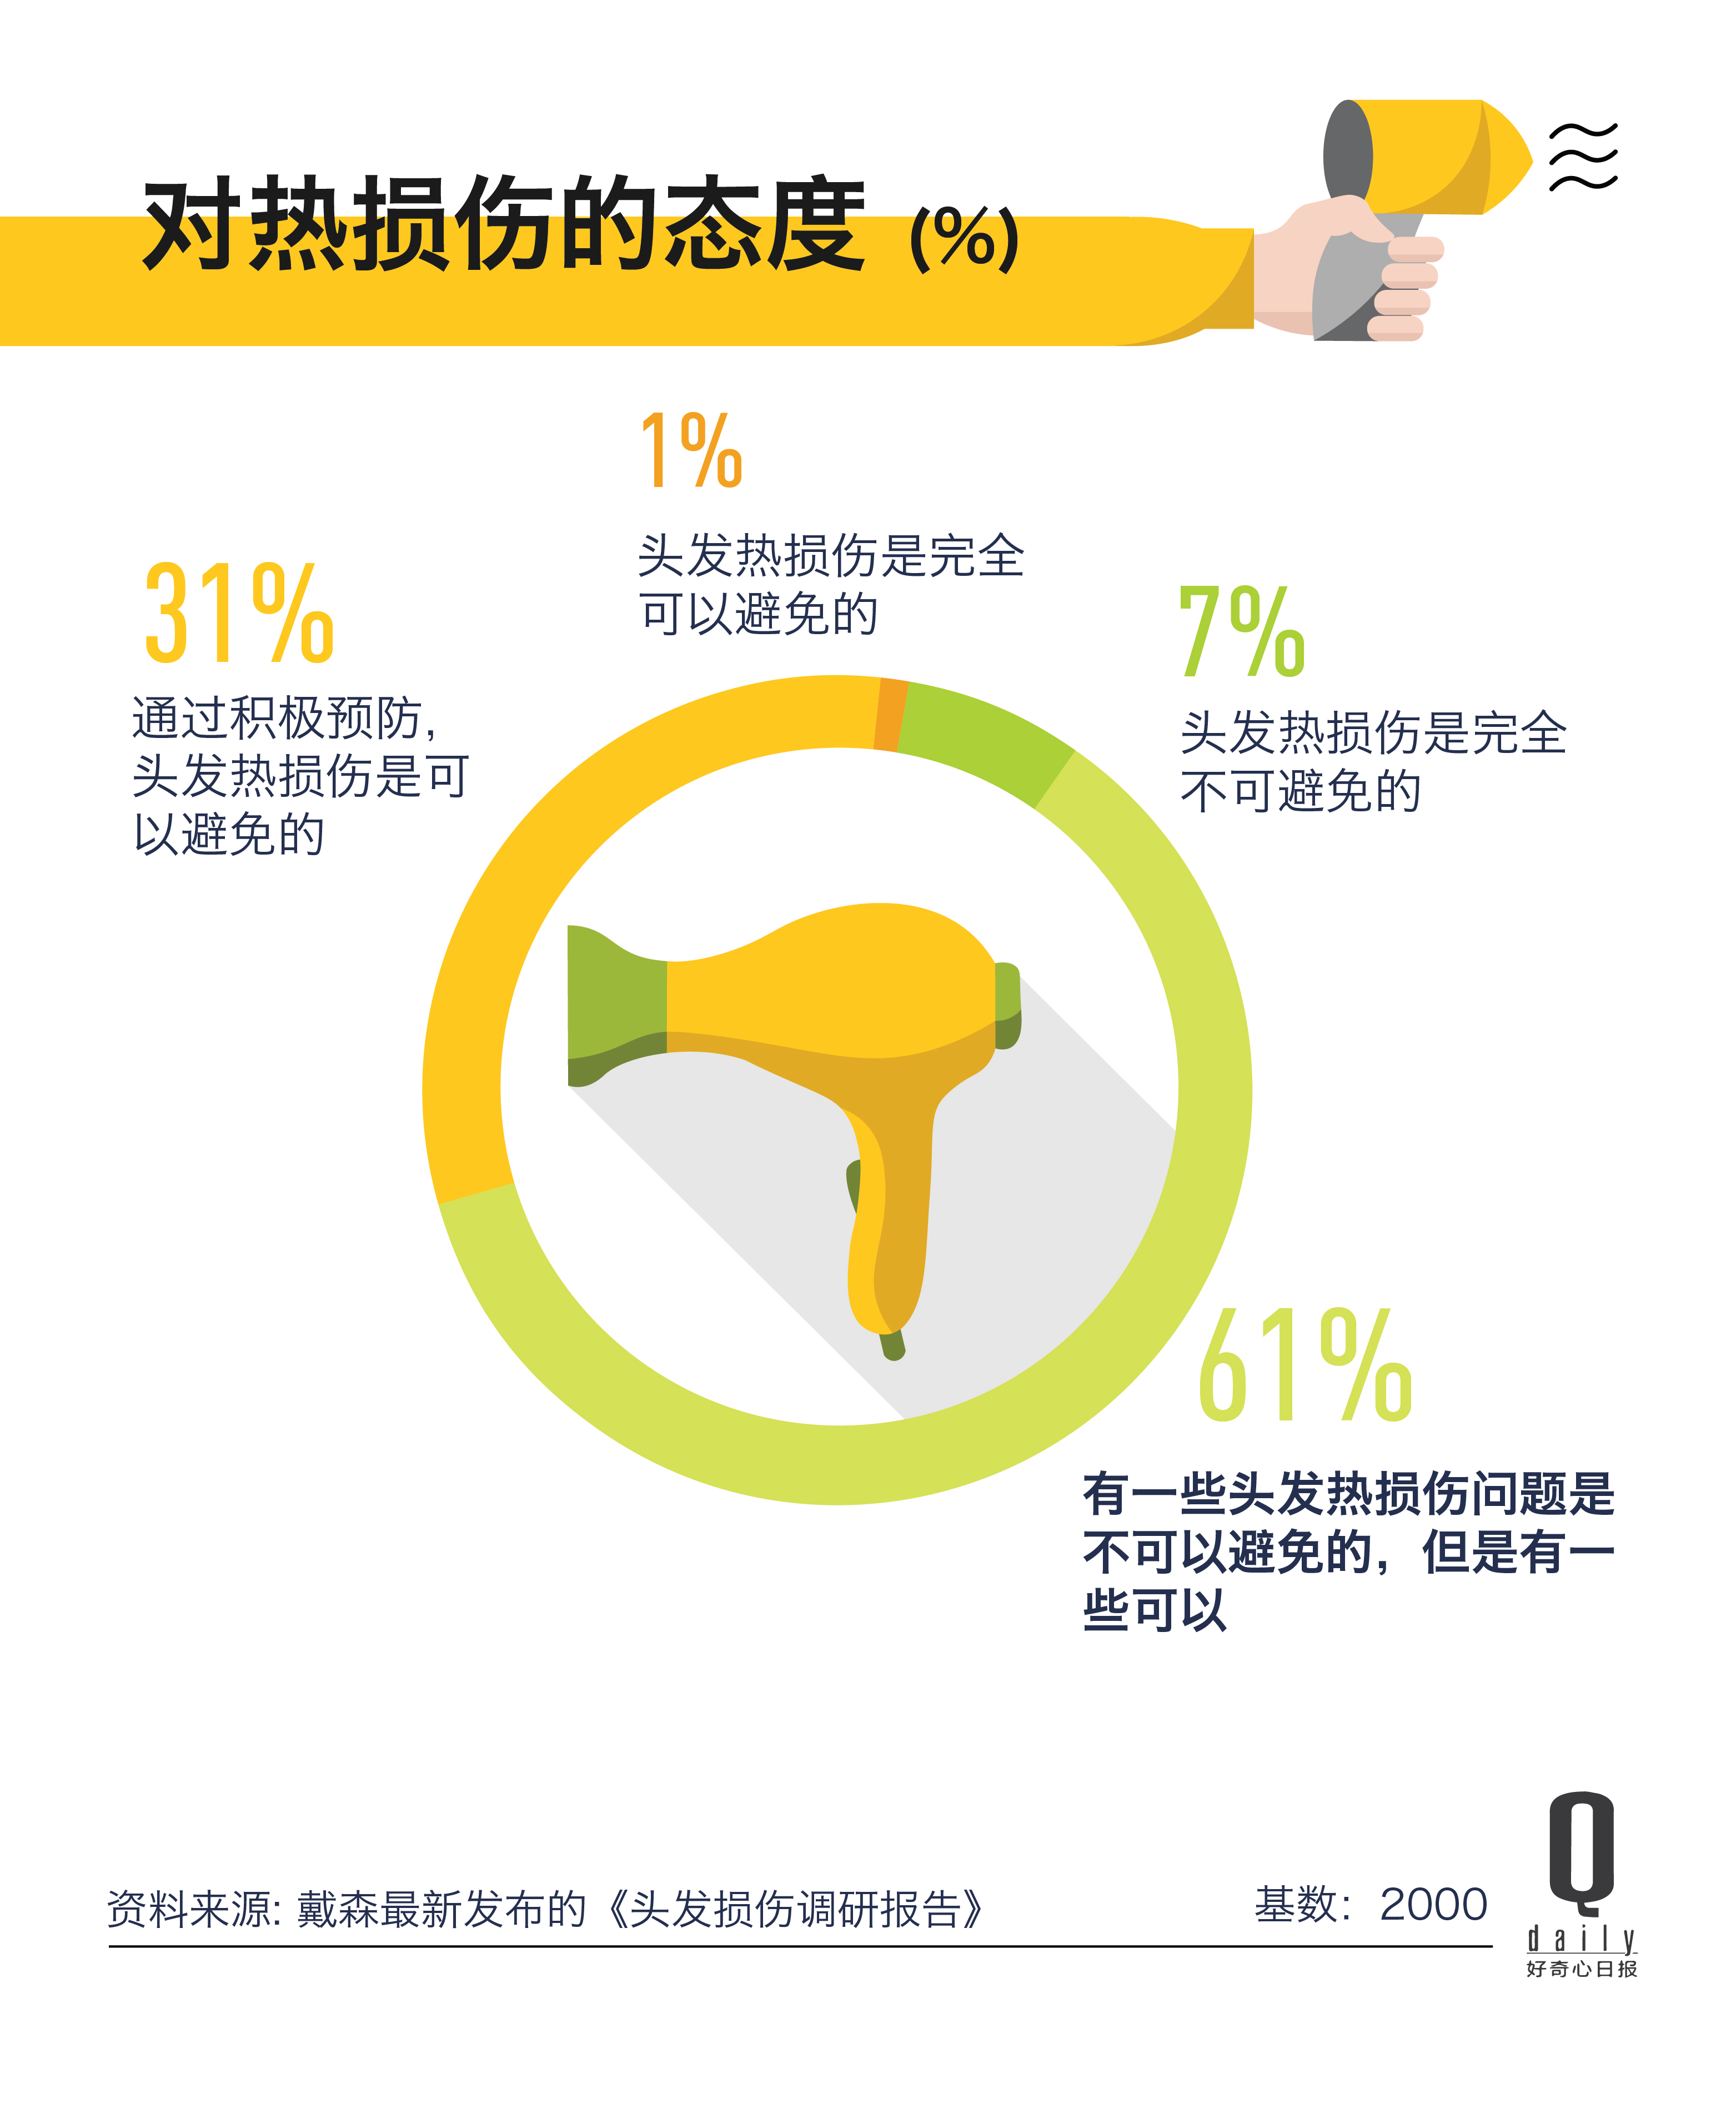 对热损伤的态度 (%)
1%
头发热损伤是完全
可以避免的
31%
通过积极预防，
头发热损伤是可
以避免的
7%
头发热损伤是完全
不可避免的
61%
有一些头发热损伤问题是
不可以避免的，但是有一
些可以
资料来源: 戴森最新发布的《头发损伤调研报告》
基数：2000
Q
daily
好奇心日报